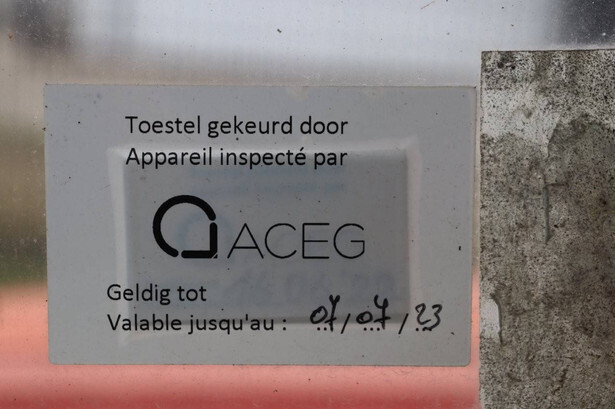 Toestel gekeurd door
Appareil inspecté par
ACEG
Geldig tot
Valable jusqu'au : 07/07/23